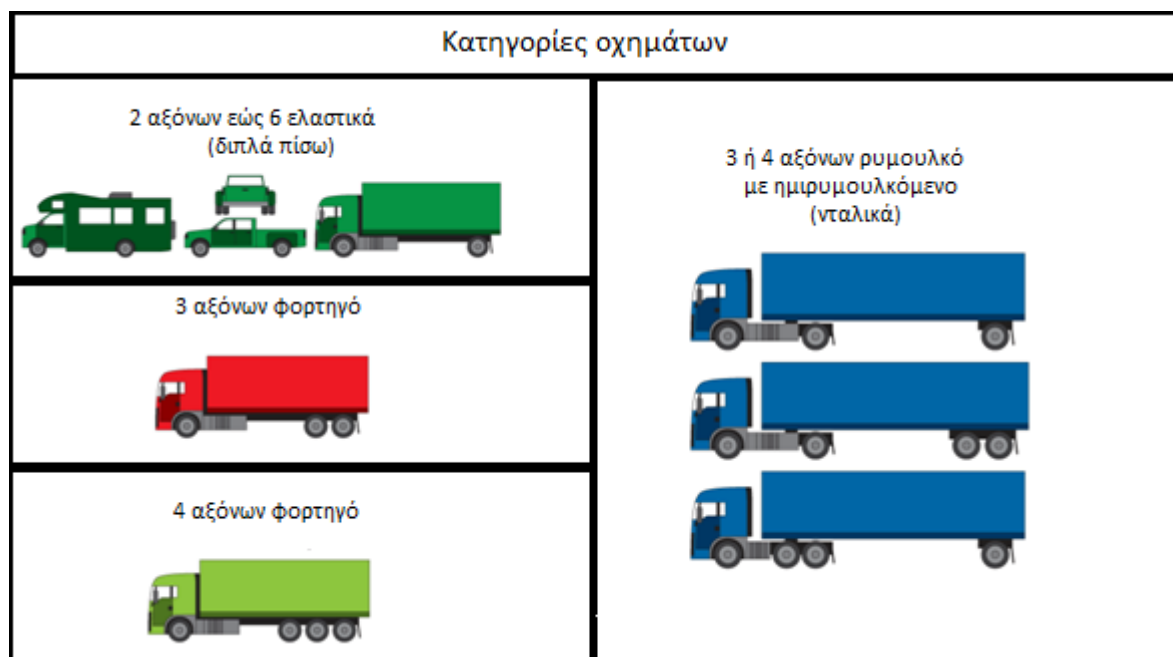 Κατηγορίες οχημάτων
2 αξόνων εώς 6 ελαστικά
(διπλά πίσω)
3 αξόνων φορτηγό
4 αξόνων φορτηγό
3 ή 4 αξόνων ρυμουλκό
με ημιρυμουλκόμενο
(νταλικά)